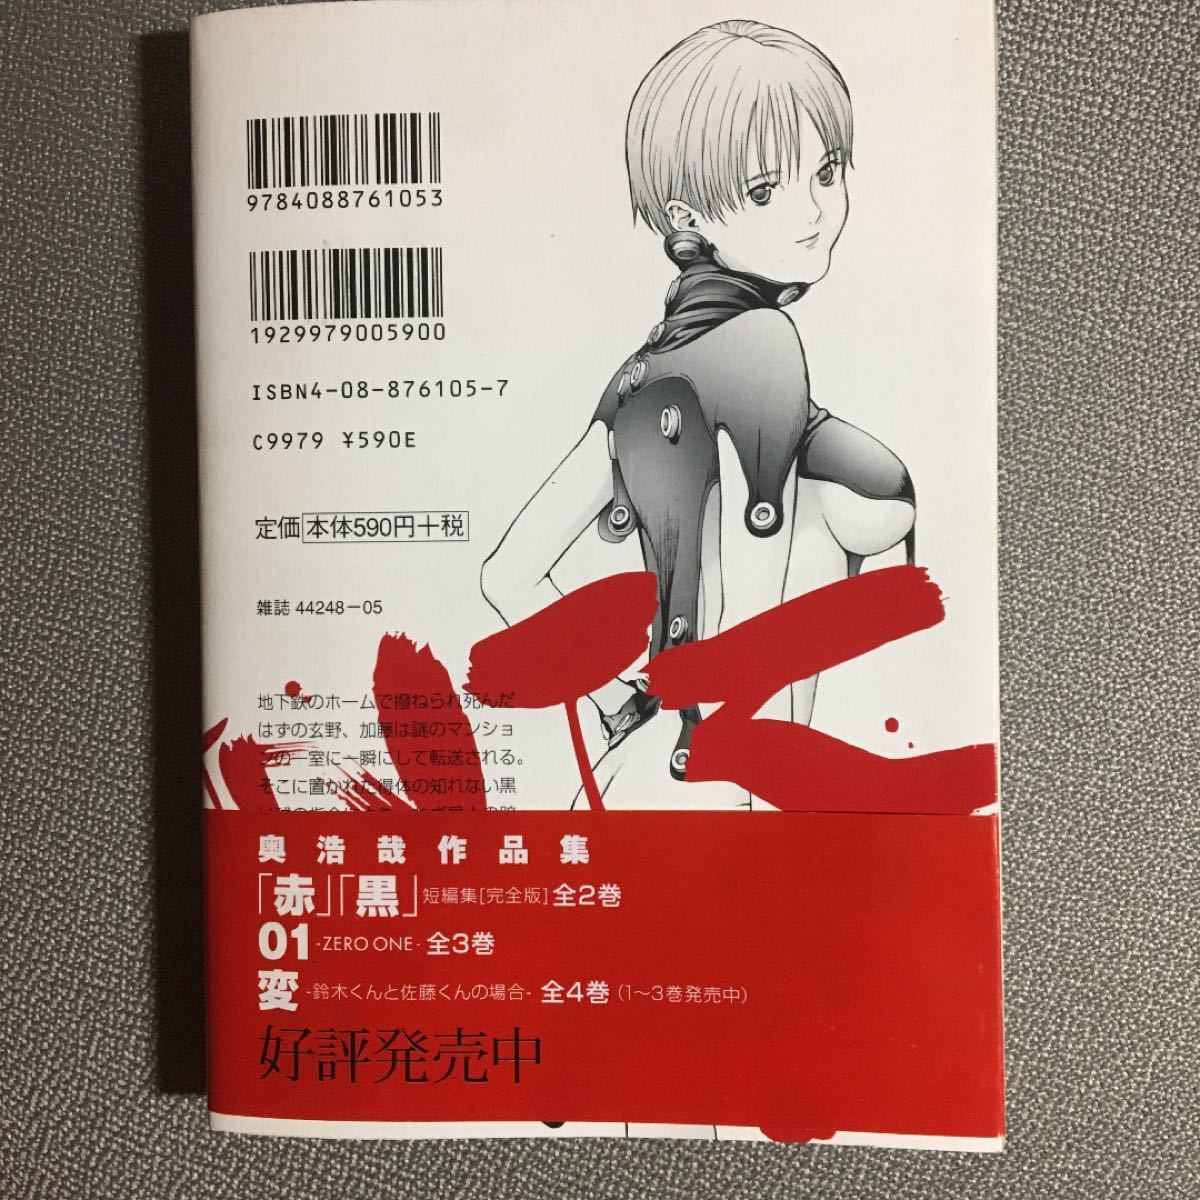 9784088761053
1929979005900
ISBN4-08-876105-7
C9979 ¥590E
定価 本体590円+税
雑誌 44248-05
地下鉄のホームで撥ねられ死んだ
はずの玄野、加藤は謎のマンショ
ンの一室に一瞬にして転送される。
そこに置かれた得体の知れない黒
奥浩哉作品集
「赤」「黒」短編集[完全版]全2巻
01-ZERO ONE-全3巻
変-鈴木くんと佐藤くんの場合-全4巻(1〜3巻発売中)
好評発売中